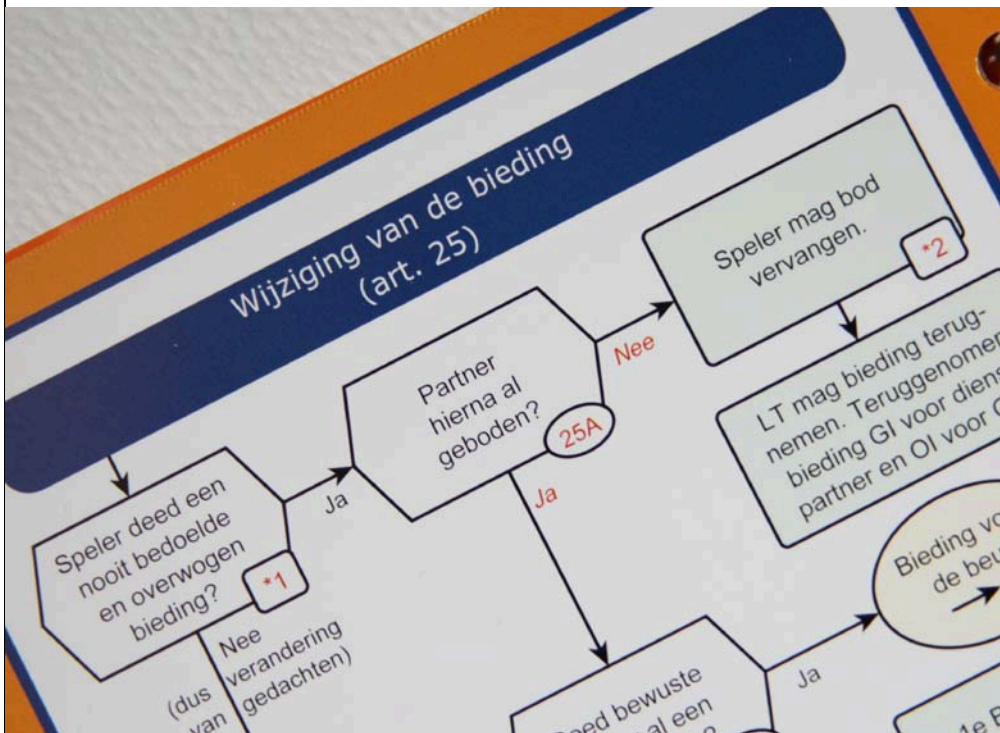 Wijziging van de bieding
(art. 25)
Speler mag bod
vervangen.
*2
Nee
Partner
hierna al
geboden?
25A
LT mag bieding terug-
nemen. Teruggenomen
bieding GI voor
partner en OI voor
Ja
Ja
Speler deed een
nooit bedoelde
en overwogen
bieding?
*1
Bieding
de
Nee
(dus verandering
van gedachten)
Ja
bewuste
een
1e